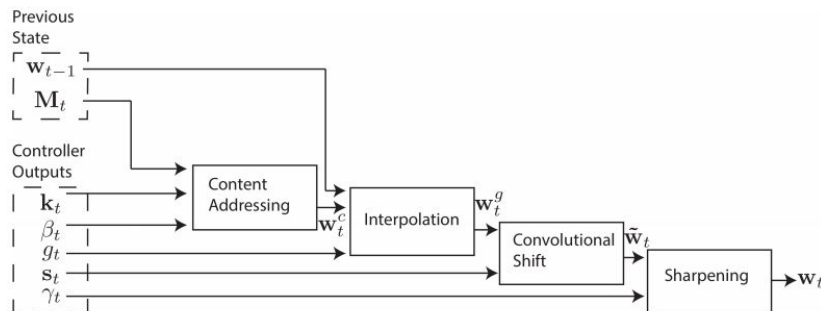 Previous
State
w_{t−1}
M_t
Controller
Outputs
k_t
β_t
g_t
s_t
γ_t
Content
Addressing
w_t^c
Interpolation
w_t^g
Convolutional
Shift
w̃_t
Sharpening
w_t